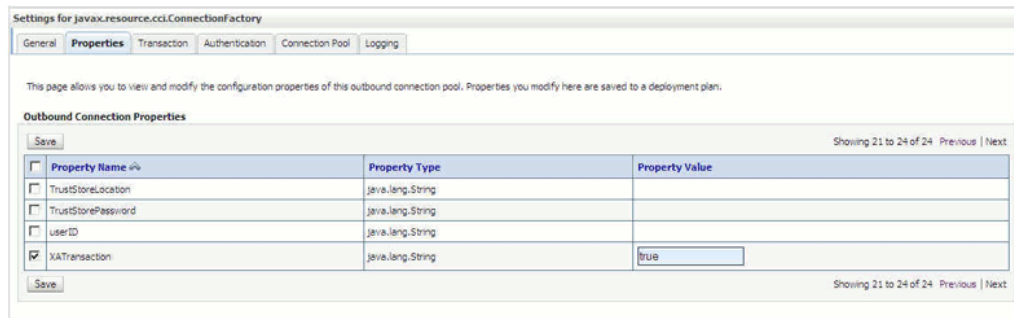 Settings for javax.resource.cci.ConnectionFactory
General Properties Transaction Authentication Connection Pool Logging
This page allows you to view and modify the configuration properties of this outbound connection pool. Properties you modify here are saved to a deployment plan.
Outbound Connection Properties
Save Showing 21 to 24 of 24 Previous | Next
Property Name Property Type Property Value
TrustStoreLocation java.lang.String
TrustStorePassword java.lang.String
userID java.lang.String
XATransaction java.lang.String true
Save Showing 21 to 24 of 24 Previous | Next